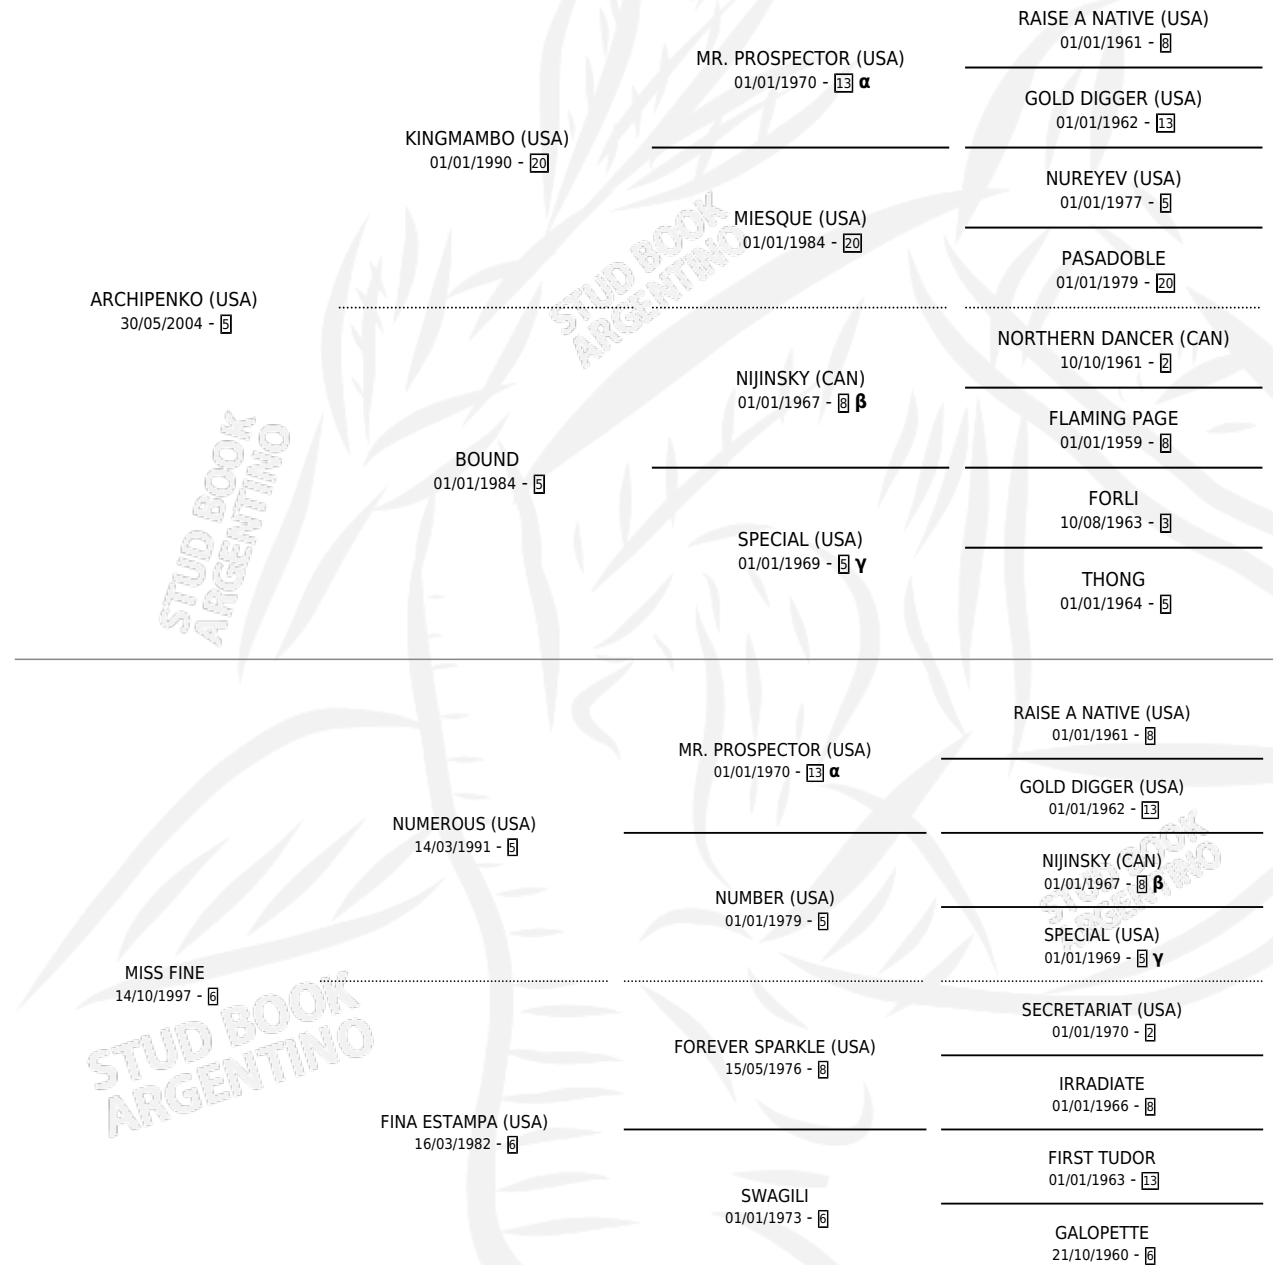 RAISE A NATIVE (USA)
01/01/1961 - 8
MR. PROSPECTOR (USA)
01/01/1970 - 13 α
GOLD DIGGER (USA)
01/01/1962 - 13
KINGMAMBO (USA)
01/01/1990 - 20
NUREYEV (USA)
01/01/1977 - 5
MIESQUE (USA)
01/01/1984 - 20
PASADOBLE
01/01/1979 - 20
ARCHIPENKO (USA)
30/05/2004 - 5
NORTHERN DANCER (CAN)
10/10/1961 - 2
NIJINSKY (CAN)
01/01/1967 - 8 β
FLAMING PAGE
01/01/1959 - 8
BOUND
01/01/1984 - 5
FORLI
10/08/1963 - 3
SPECIAL (USA)
01/01/1969 - 5 γ
THONG
01/01/1964 - 5
RAISE A NATIVE (USA)
01/01/1961 - 8
MR. PROSPECTOR (USA)
01/01/1970 - 13 α
GOLD DIGGER (USA)
01/01/1962 - 13
NUMEROUS (USA)
14/03/1991 - 5
NIJINSKY (CAN)
01/01/1967 - 8 β
NUMBER (USA)
01/01/1979 - 5
SPECIAL (USA)
01/01/1969 - 5 γ
MISS FINE
14/10/1997 - 6
SECRETARIAT (USA)
01/01/1970 - 2
FOREVER SPARKLE (USA)
15/05/1976 - 8
IRRADIATE
01/01/1966 - 8
FINA ESTAMPA (USA)
16/03/1982 - 6
FIRST TUDOR
01/01/1963 - 13
SWAGILI
01/01/1973 - 6
GALOPETTE
21/10/1960 - 6
STUD BOOK
ARGENTINO
STUD BOOK
ARGENTINO
STUD BOOK
ARGENTINO
STUD BOOK
ARGENTINO